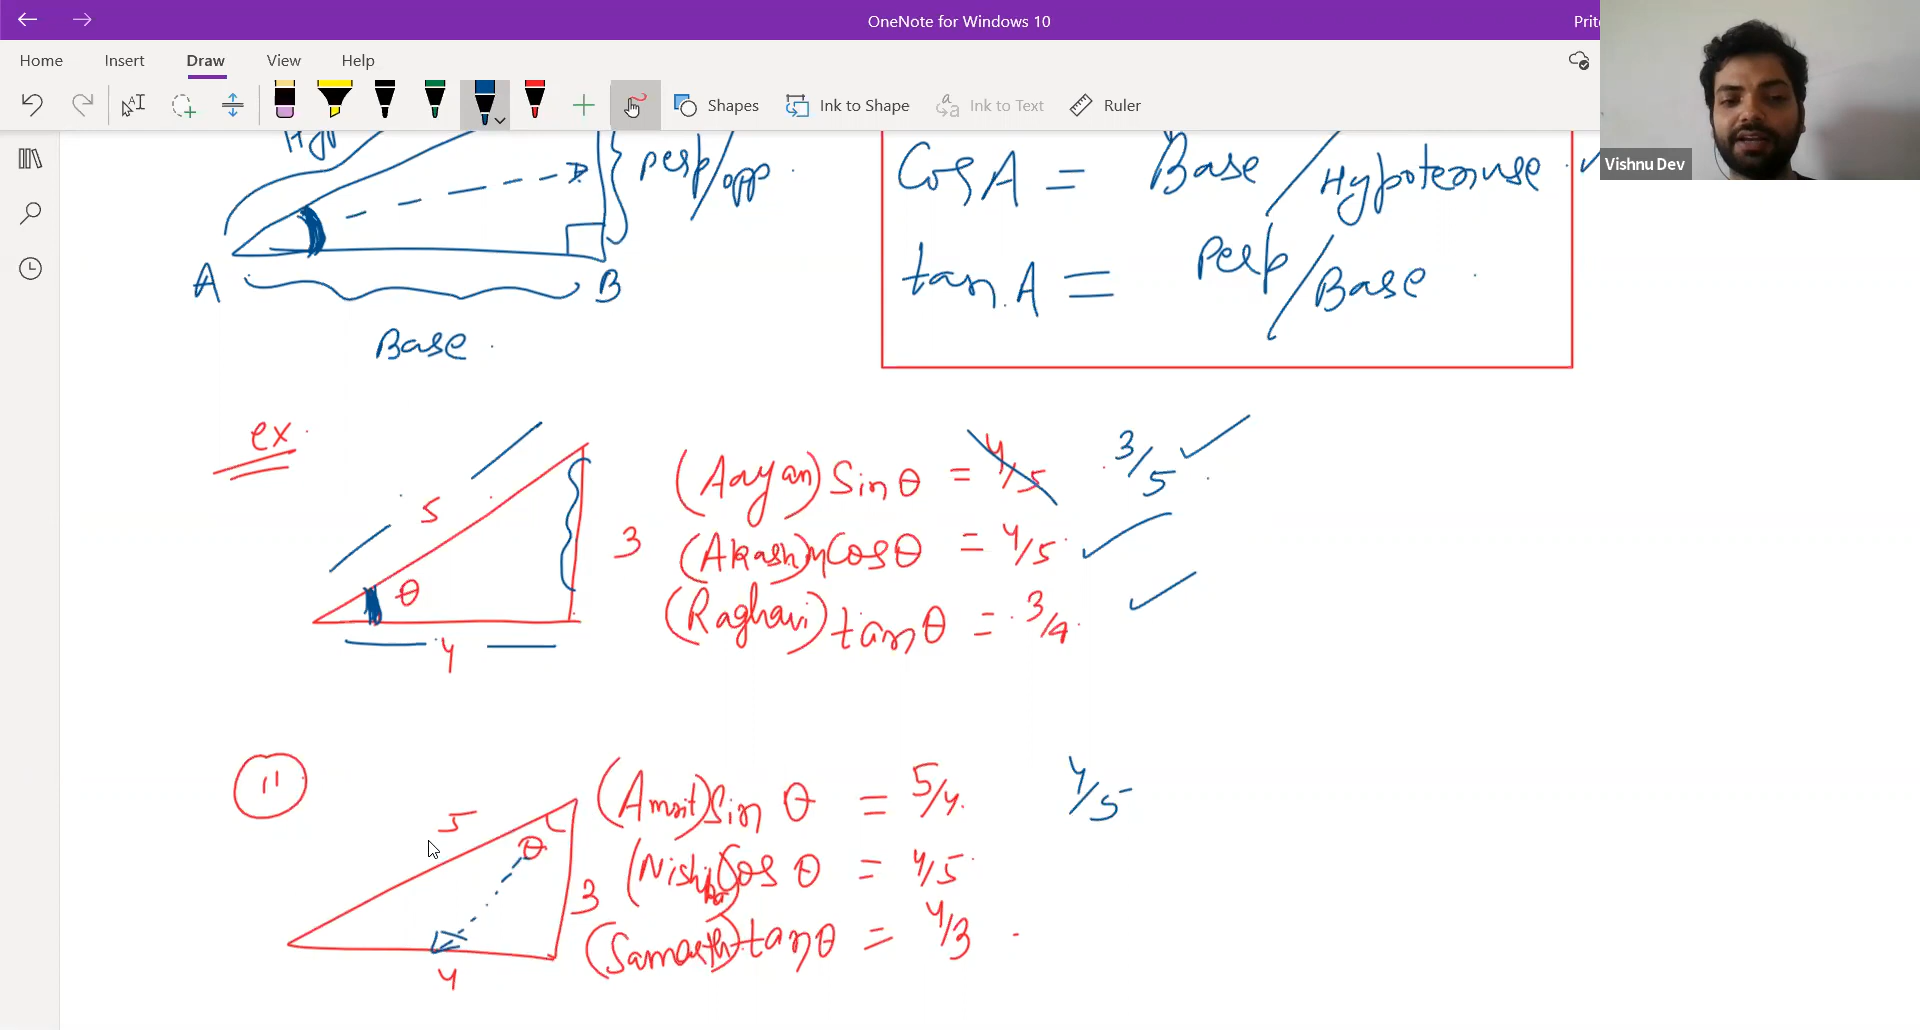 OneNote for Windows 10
Home Insert Draw View Help
Shapes Ink to Shape Ink to Text Ruler
Vishnu Dev
Hyp
perp/opp
A B
Base
Cos A = Base/Hypotenuse
tan A = Perp/Base
ex
5
θ
3
4
(Aayan) Sin θ = 4/5 3/5
(Akash) Cos θ = 4/5
(Raghavi) tan θ = 3/4
11
5
θ
3
4
(Amrit) Sin θ = 5/4 4/5
Cos θ = 4/5
(Samarth) tan θ = 4/3